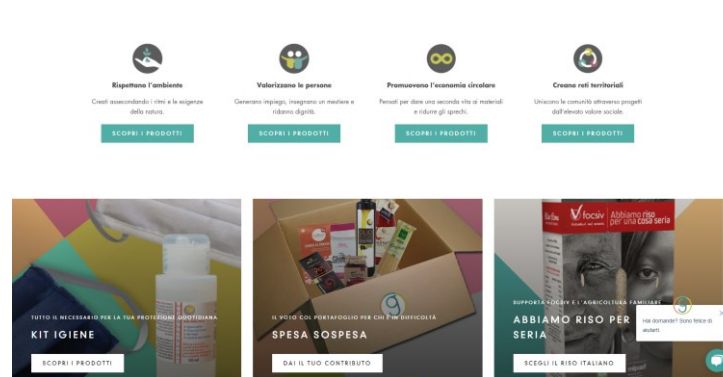 Rispettano l'ambiente
Creati assecondando i ritmi e le esigenze
della natura.
SCOPRI I PRODOTTI
Valorizzano le persone
Generano impiego, insegnano un mestiere e
ridanno dignità.
SCOPRI I PRODOTTI
Promuovono l'economia circolare
Pensati per dare una seconda vita ai materiali
e ridurre gli sprechi.
SCOPRI I PRODOTTI
Creano reti territoriali
Uniscono le comunità attraverso progetti
dall'elevato valore sociale.
SCOPRI I PRODOTTI
TUTTO IL NECESSARIO PER LA TUA PROTEZIONE QUOTIDIANA
KIT IGIENE
SCOPRI I PRODOTTI
IL VOTO COL PORTAFOGLIO PER CHI È IN DIFFICOLTÀ
SPESA SOSPESA
DAI IL TUO CONTRIBUTO
focsiv
Abbiamo riso
per una cosa seria
SUPPORTA FOCSIV E L'AGRICOLTURA FAMILIARE
ABBIAMO RISO PER
SERIA
SCEGLI IL RISO ITALIANO
Hai domande? Sono felice di
aiutarti.